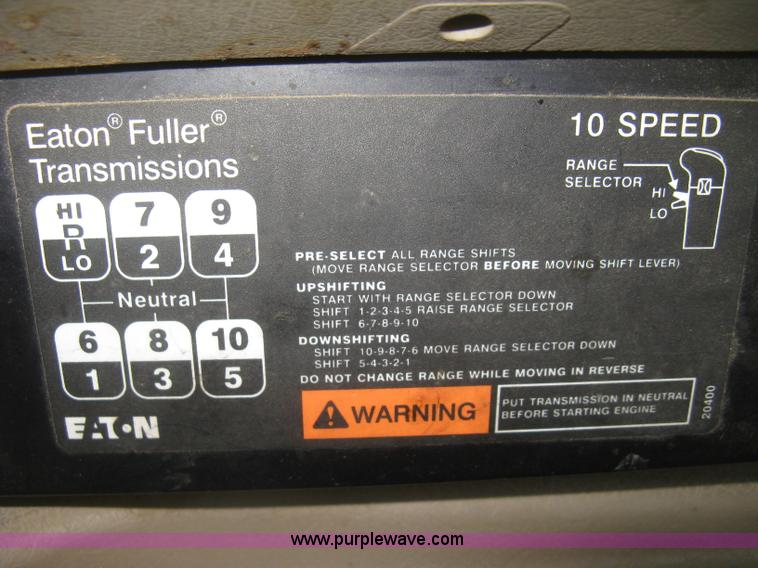 Eaton® Fuller®
Transmissions
HI
R
LO
7
2
9
4
Neutral
6
1
8
3
10
5
EATON
10 SPEED
RANGE
SELECTOR
HI
LO
PRE-SELECT ALL RANGE SHIFTS
(MOVE RANGE SELECTOR BEFORE MOVING SHIFT LEVER)
UPSHIFTING
START WITH RANGE SELECTOR DOWN
SHIFT 1-2-3-4-5 RAISE RANGE SELECTOR
SHIFT 6-7-8-9-10
DOWNSHIFTING
SHIFT 10-9-8-7-6 MOVE RANGE SELECTOR DOWN
SHIFT 5-4-3-2-1
DO NOT CHANGE RANGE WHILE MOVING IN REVERSE
! WARNING
PUT TRANSMISSION IN NEUTRAL
BEFORE STARTING ENGINE
20400
www.purplewave.com